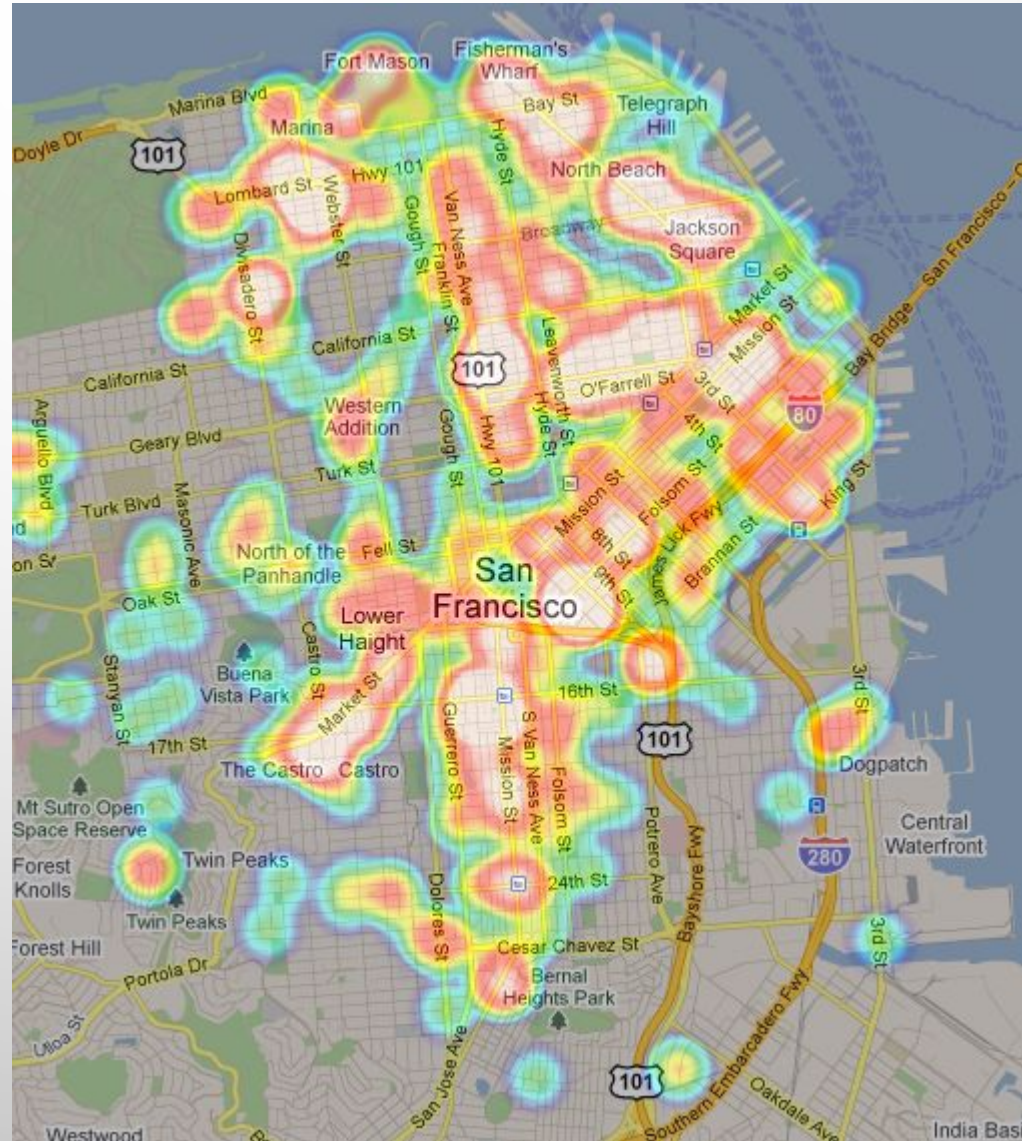 Fort Mason
Fisherman's
Wharf
Marina Blvd
Bay St
Telegraph
Hill
Doyle Dr
101
Marina
Hyde St
Hwy 101
North Beach
Lombard St
Webster St
Gough St
Van Ness Ave
Franklin St
Broadway
Jackson
Square
Divisadero St
Market St
Mission St
Bay Bridge - San Francisco -
California St
California St
101
Leavenworth St
O'Farrell St
3rd St
80
Arguello Blvd
Western
Addition
Geary Blvd
Gough St
Hwy 101
Hyde St
4th St
Turk St
Turk Blvd
Masonic Ave
Mission St
Folsom St
King St
North of the
Panhandle
Fell St
8th St
James Lick Fwy
Brannan St
9th St
San
Francisco
Oak St
Lower
Haight
Stanyan St
Buena
Vista Park
Castro St
Market St
16th St
3rd St
17th St
Guerrero St
Mission St
S Van Ness Ave
Folsom St
101
The Castro
Castro
Dogpatch
Mt Sutro Open
Space Reserve
Potrero Ave
Bayshore Fwy
Central
Waterfront
280
Forest
Knolls
Twin Peaks
Twin Peaks
Dolores St
24th St
Forest Hill
Cesar Chavez St
3rd St
Portola Dr
Bernal
Heights Park
Ulloa St
San Jose Ave
101
Southern Embarcadero Fwy
Oakdale Ave
Westwood
India Bas